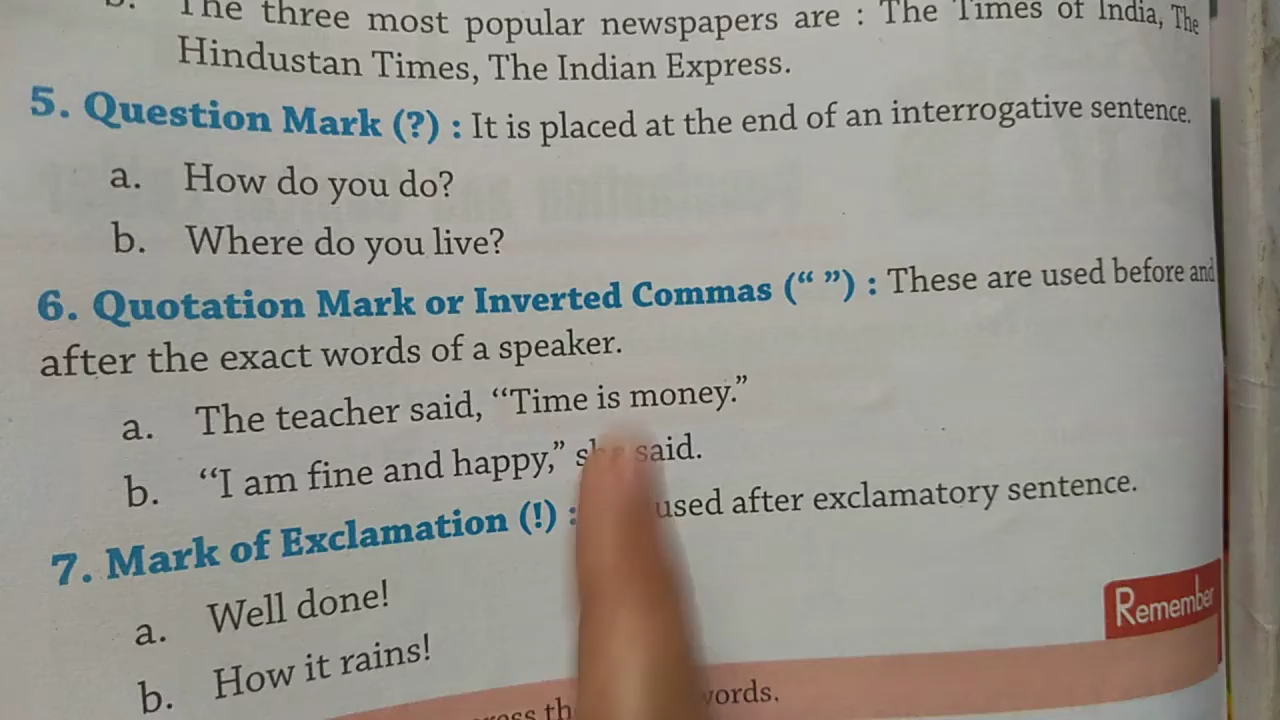 The three most popular newspapers are : The Times of India, The
Hindustan Times, The Indian Express.
5. Question Mark (?) : It is placed at the end of an interrogative sentence.
a. How do you do?
b. Where do you live?
6. Quotation Mark or Inverted Commas (“ ”) : These are used before and
after the exact words of a speaker.
a. The teacher said, “Time is money.”
b. “I am fine and happy,” she said.
7. Mark of Exclamation (!) : used after exclamatory sentence.
a. Well done!
b. How it rains!
Remember
words.